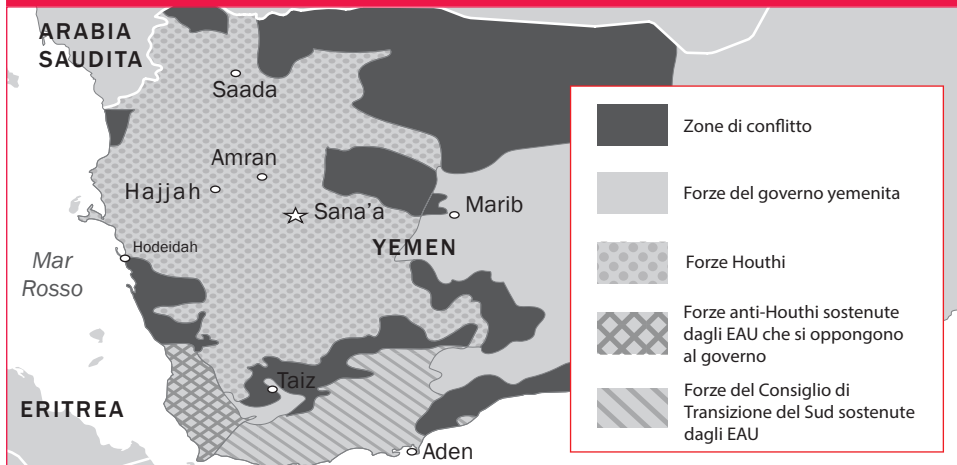 ARABIA
SAUDITA
Saada
Amran
Hajjah
Sana’a
Marib
YEMEN
Hodeidah
Mar
Rosso
Taiz
ERITREA
Aden
Zone di conflitto
Forze del governo yemenita
Forze Houthi
Forze anti-Houthi sostenute
dagli EAU che si oppongono
al governo
Forze del Consiglio di
Transizione del Sud sostenute
dagli EAU